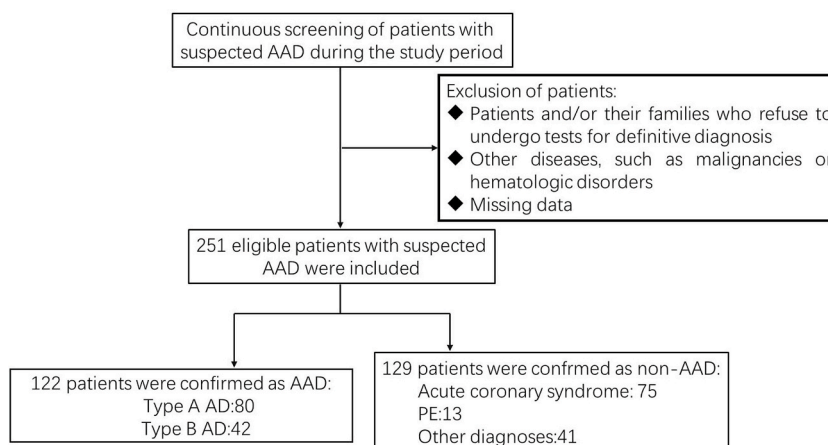 Continuous screening of patients with
suspected AAD during the study period
Exclusion of patients:
◆ Patients and/or their families who refuse to
undergo tests for definitive diagnosis
◆ Other diseases, such as malignancies or
hematologic disorders
◆ Missing data
251 eligible patients with suspected
AAD were included
122 patients were confirmed as AAD:
Type A AD:80
Type B AD:42
129 patients were confrmed as non-AAD:
Acute coronary syndrome: 75
PE:13
Other diagnoses:41